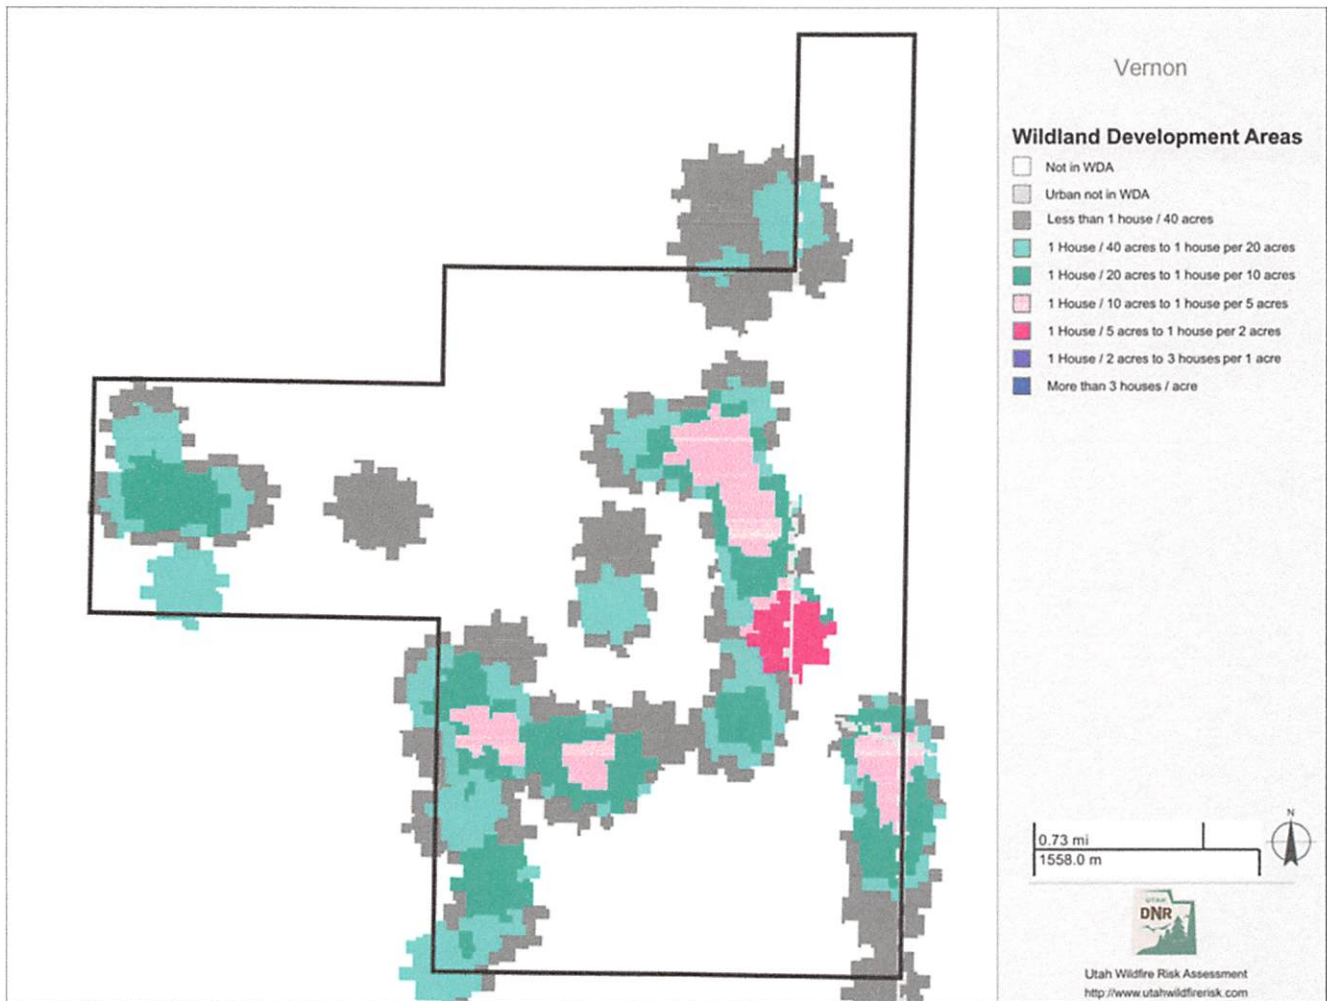 Vernon
Wildland Development Areas
Not in WDA
Urban not in WDA
Less than 1 house / 40 acres
1 House / 40 acres to 1 house per 20 acres
1 House / 20 acres to 1 house per 10 acres
1 House / 10 acres to 1 house per 5 acres
1 House / 5 acres to 1 house per 2 acres
1 House / 2 acres to 3 houses per 1 acre
More than 3 houses / acre
N
0.73 mi
1558.0 m
UTAH
DNR
Utah Wildfire Risk Assessment
http://www.utahwildfirerisk.com